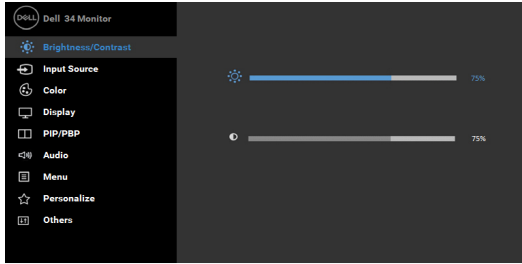 DELL Dell 34 Monitor
Brightness/Contrast
Input Source
75%
Color
Display
PIP/PBP
75%
Audio
Menu
Personalize
Others